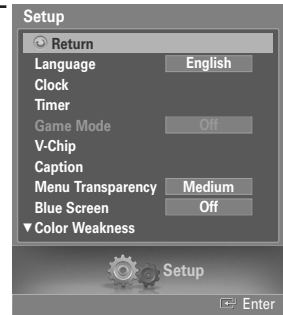 Setup
Return
Language English
Clock
Timer
Game Mode Off
V-Chip
Caption
Menu Transparency Medium
Blue Screen Off
▼Color Weakness
Setup
Enter